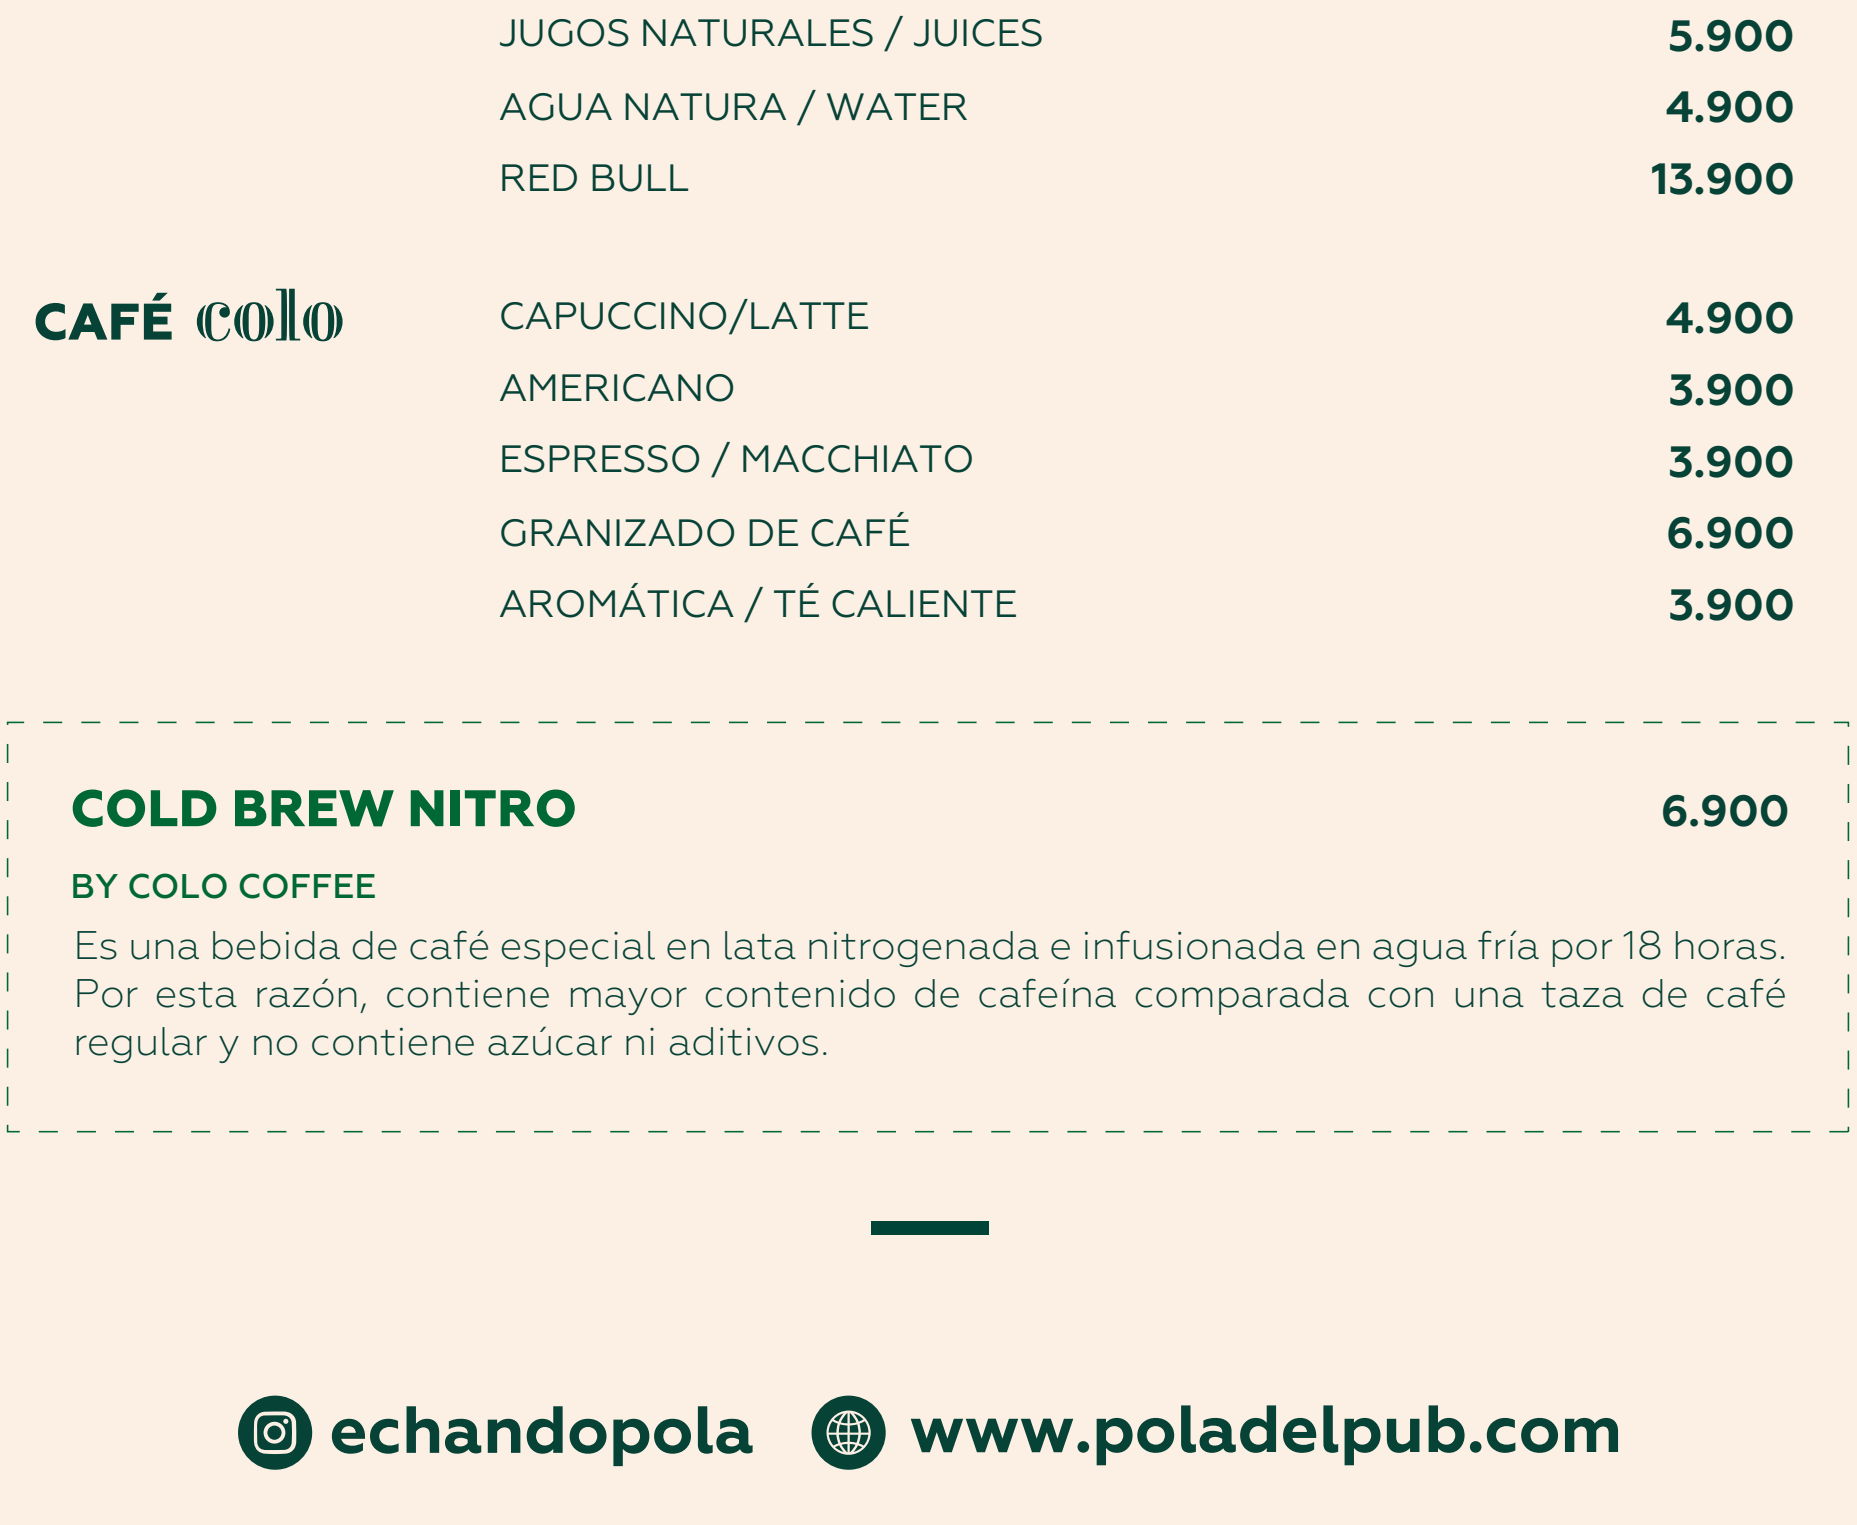 JUGOS NATURALES / JUICES 5.900
AGUA NATURA / WATER 4.900
RED BULL 13.900
CAFÉ colo CAPUCCINO/LATTE 4.900
AMERICANO 3.900
ESPRESSO / MACCHIATO 3.900
GRANIZADO DE CAFÉ 6.900
AROMÁTICA / TÉ CALIENTE 3.900
COLD BREW NITRO 6.900
BY COLO COFFEE
Es una bebida de café especial en lata nitrogenada e infusionada en agua fría por 18 horas.
Por esta razón, contiene mayor contenido de cafeína comparada con una taza de café
regular y no contiene azúcar ni aditivos.
echandopola www.poladelpub.com